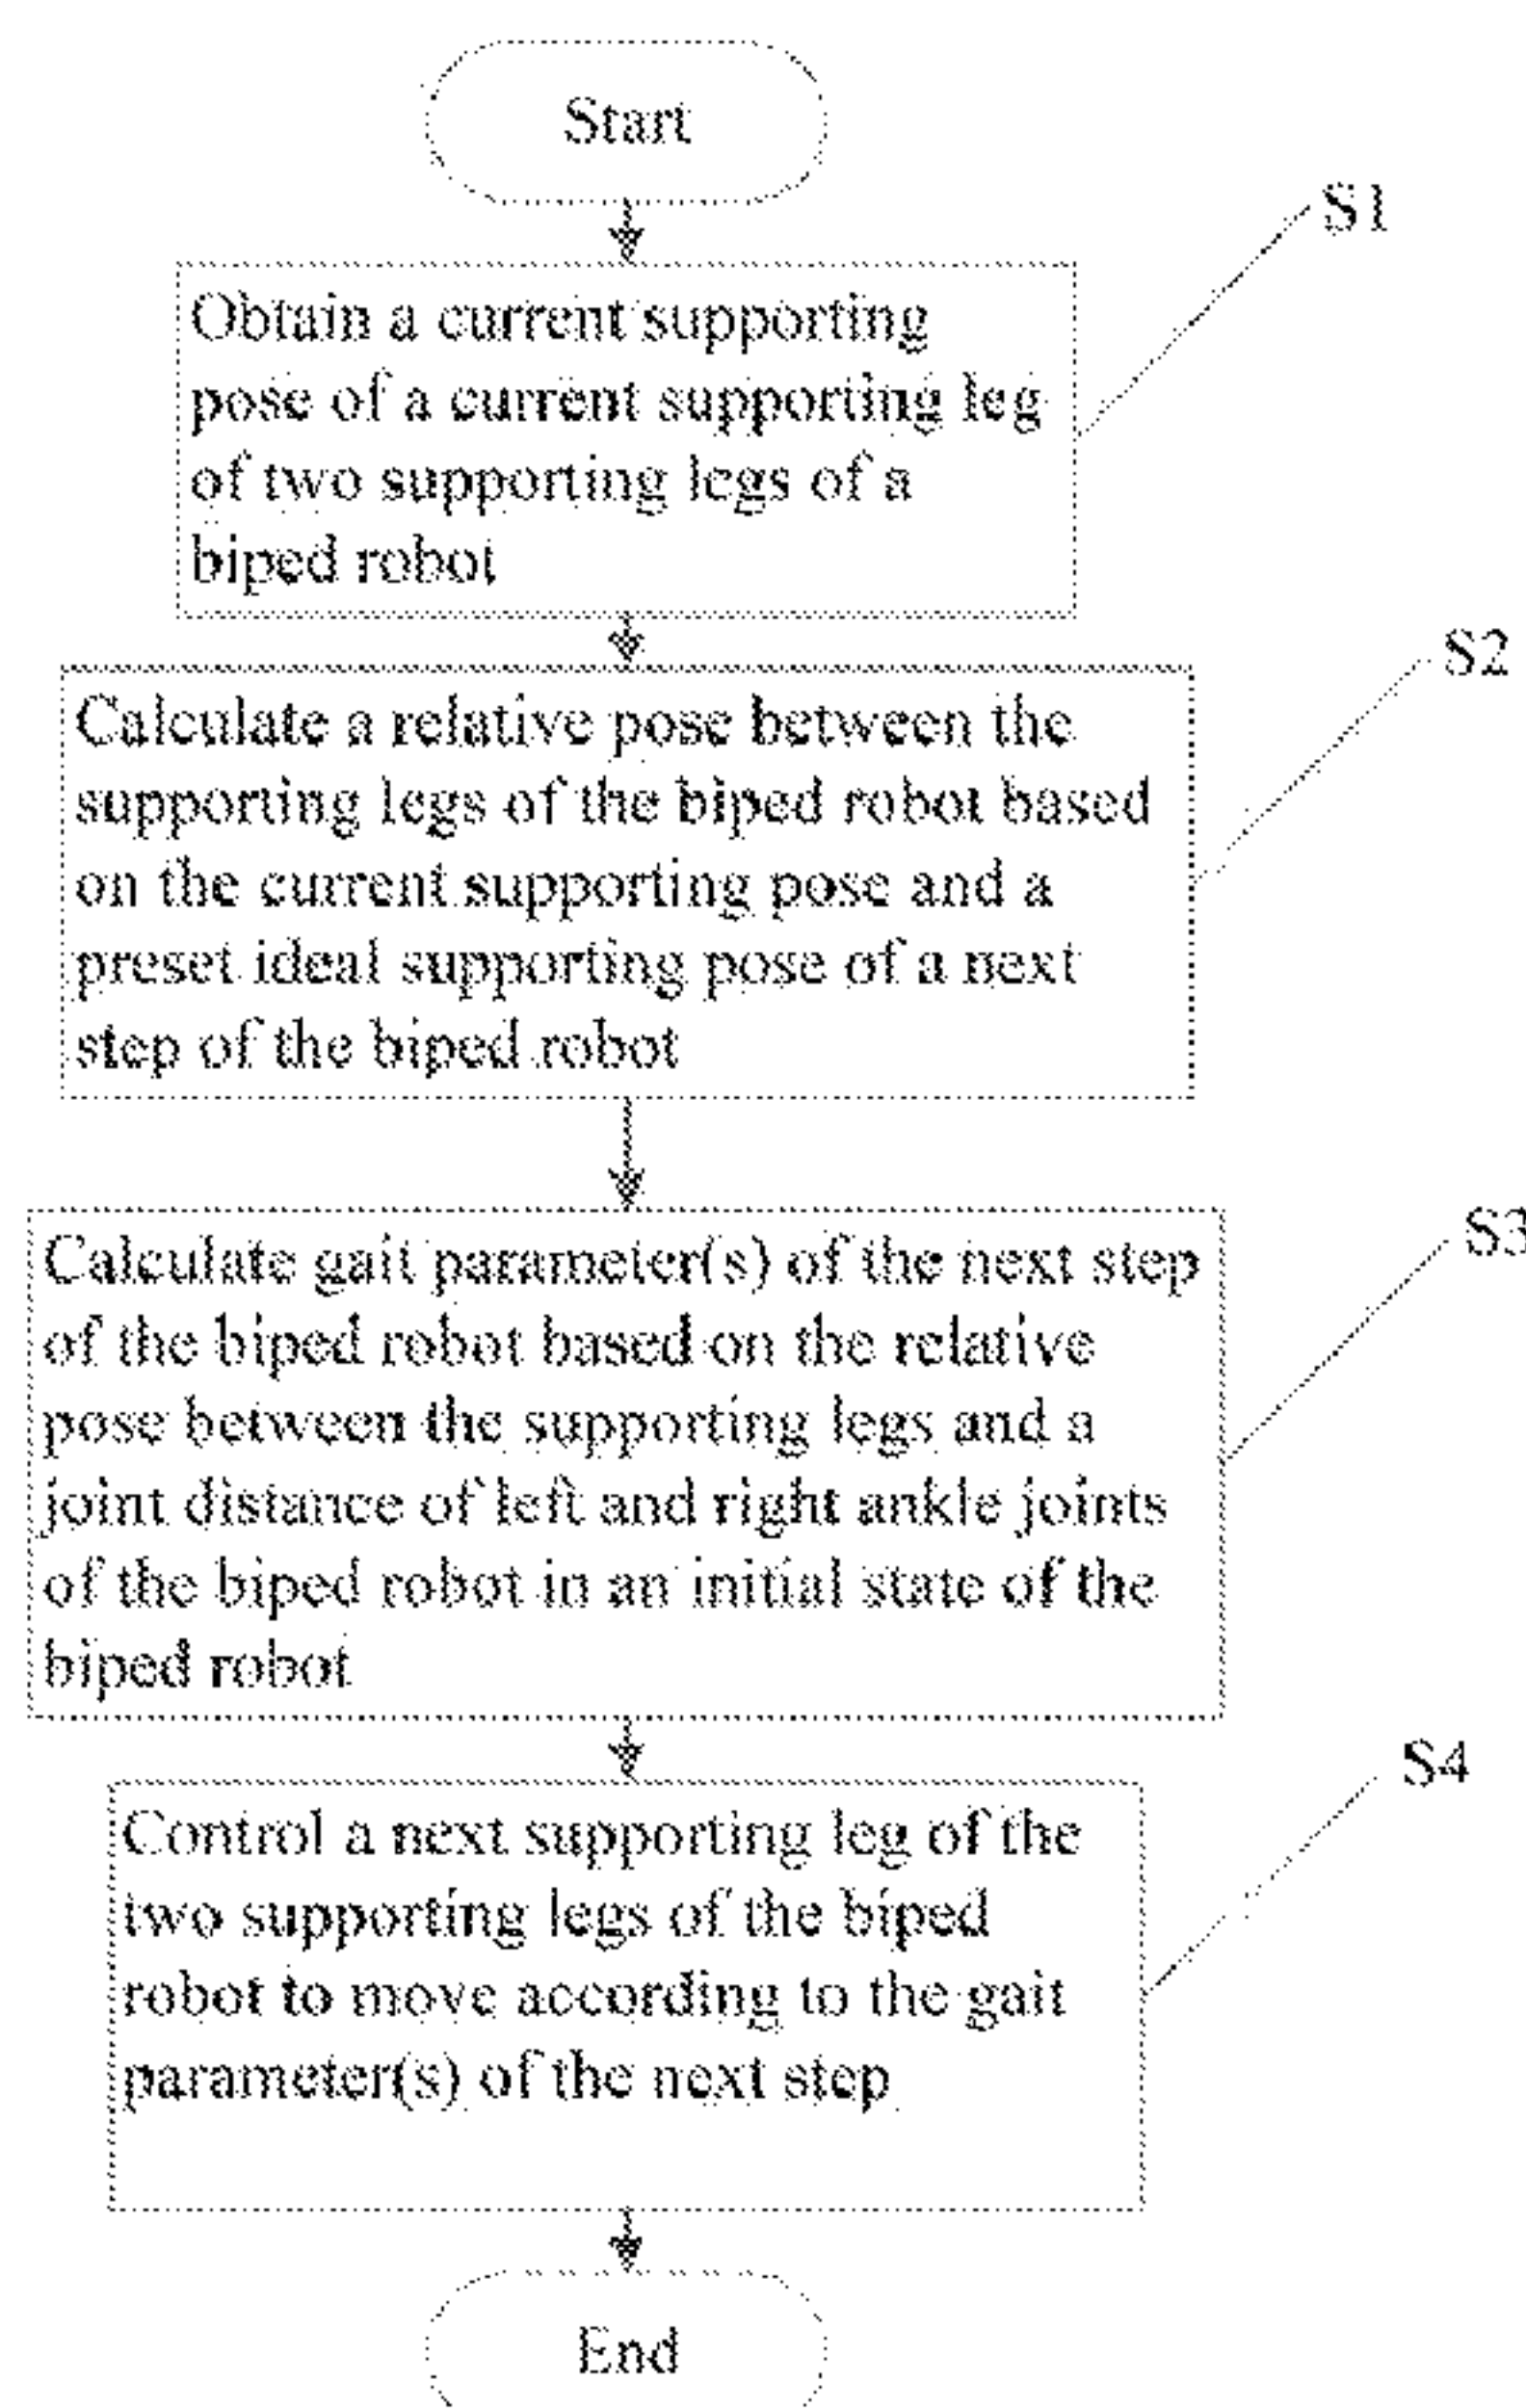 Start
S1
Obtain a current supporting
pose of a current supporting leg
of two supporting legs of a
biped robot
S2
Calculate a relative pose between the
supporting legs of the biped robot based
on the current supporting pose and a
preset ideal supporting pose of a next
step of the biped robot
S3
Calculate gait parameter(s) of the next step
of the biped robot based on the relative
pose between the supporting legs and a
joint distance of left and right ankle joints
of the biped robot in an initial state of the
biped robot
S4
Control a next supporting leg of the
two supporting legs of the biped
robot to move according to the gait
parameter(s) of the next step
End